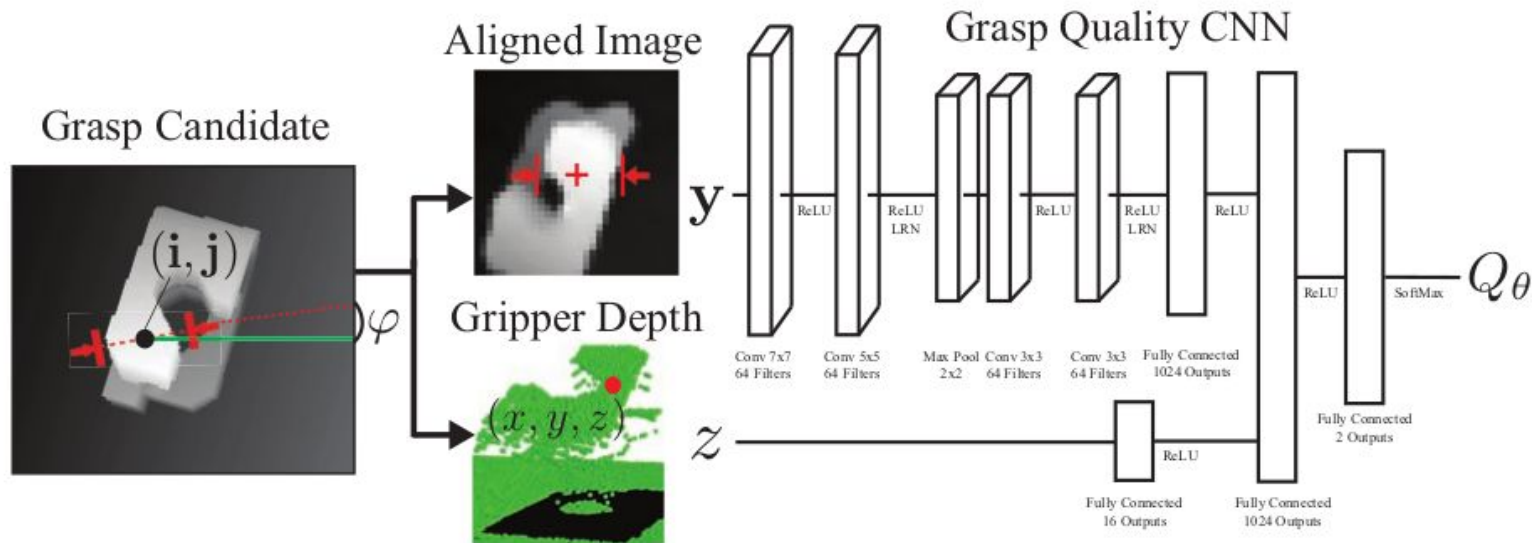 Grasp Candidate
(i, j)
φ
Aligned Image
Gripper Depth
(x, y, z)
Grasp Quality CNN
y
ReLU
ReLU
LRN
ReLU
ReLU
LRN
ReLU
ReLU
SoftMax
Q_θ
Conv 7x7
64 Filters
Conv 5x5
64 Filters
Max Pool
2x2
Conv 3x3
64 Filters
Conv 3x3
64 Filters
Fully Connected
1024 Outputs
z
ReLU
Fully Connected
16 Outputs
Fully Connected
1024 Outputs
Fully Connected
2 Outputs